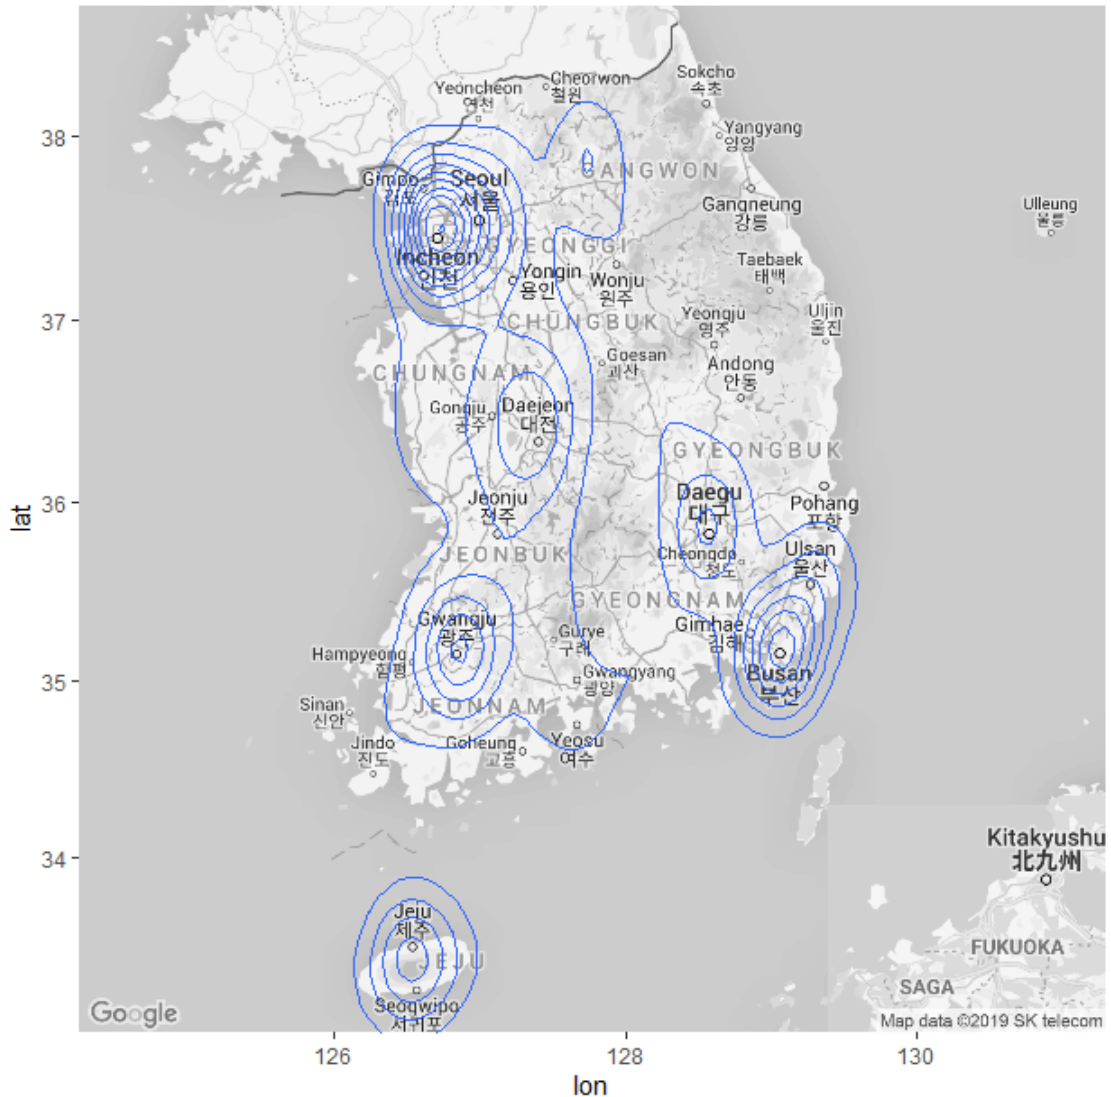 Sokcho
속초
Cheorwon
철원
Yeoncheon
연천
38
Yangyang
양양
GANGWON
Gimpo
김포
Seoul
서울
Gangneung
강릉
Ulleung
울릉
GYEONGGI
Incheon
인천
Yongin
용인
Wonju
원주
Taebaek
태백
37
CHUNGBUK
Yeongju
영주
Uljin
울진
Goesan
괴산
Andong
안동
CHUNGNAM
Gongju
공주
Daejeon
대전
GYEONGBUK
36
Jeonju
전주
Daegu
대구
Pohang
포항
lat
JEONBUK
Cheongdo
청도
Ulsan
울산
GYEONGNAM
Gwangju
광주
Gimhae
김해
Gurye
구례
Hampyeong
함평
35
Gwangyang
광양
Busan
부산
Sinan
신안
JEONNAM
Jindo
진도
Goheung
고흥
Yeosu
여수
34
Kitakyushu
北九州
Jeju
제주
JEJU
FUKUOKA
SAGA
Seogwipo
서귀포
Google
Map data ©2019 SK telecom
126
128
130
lon